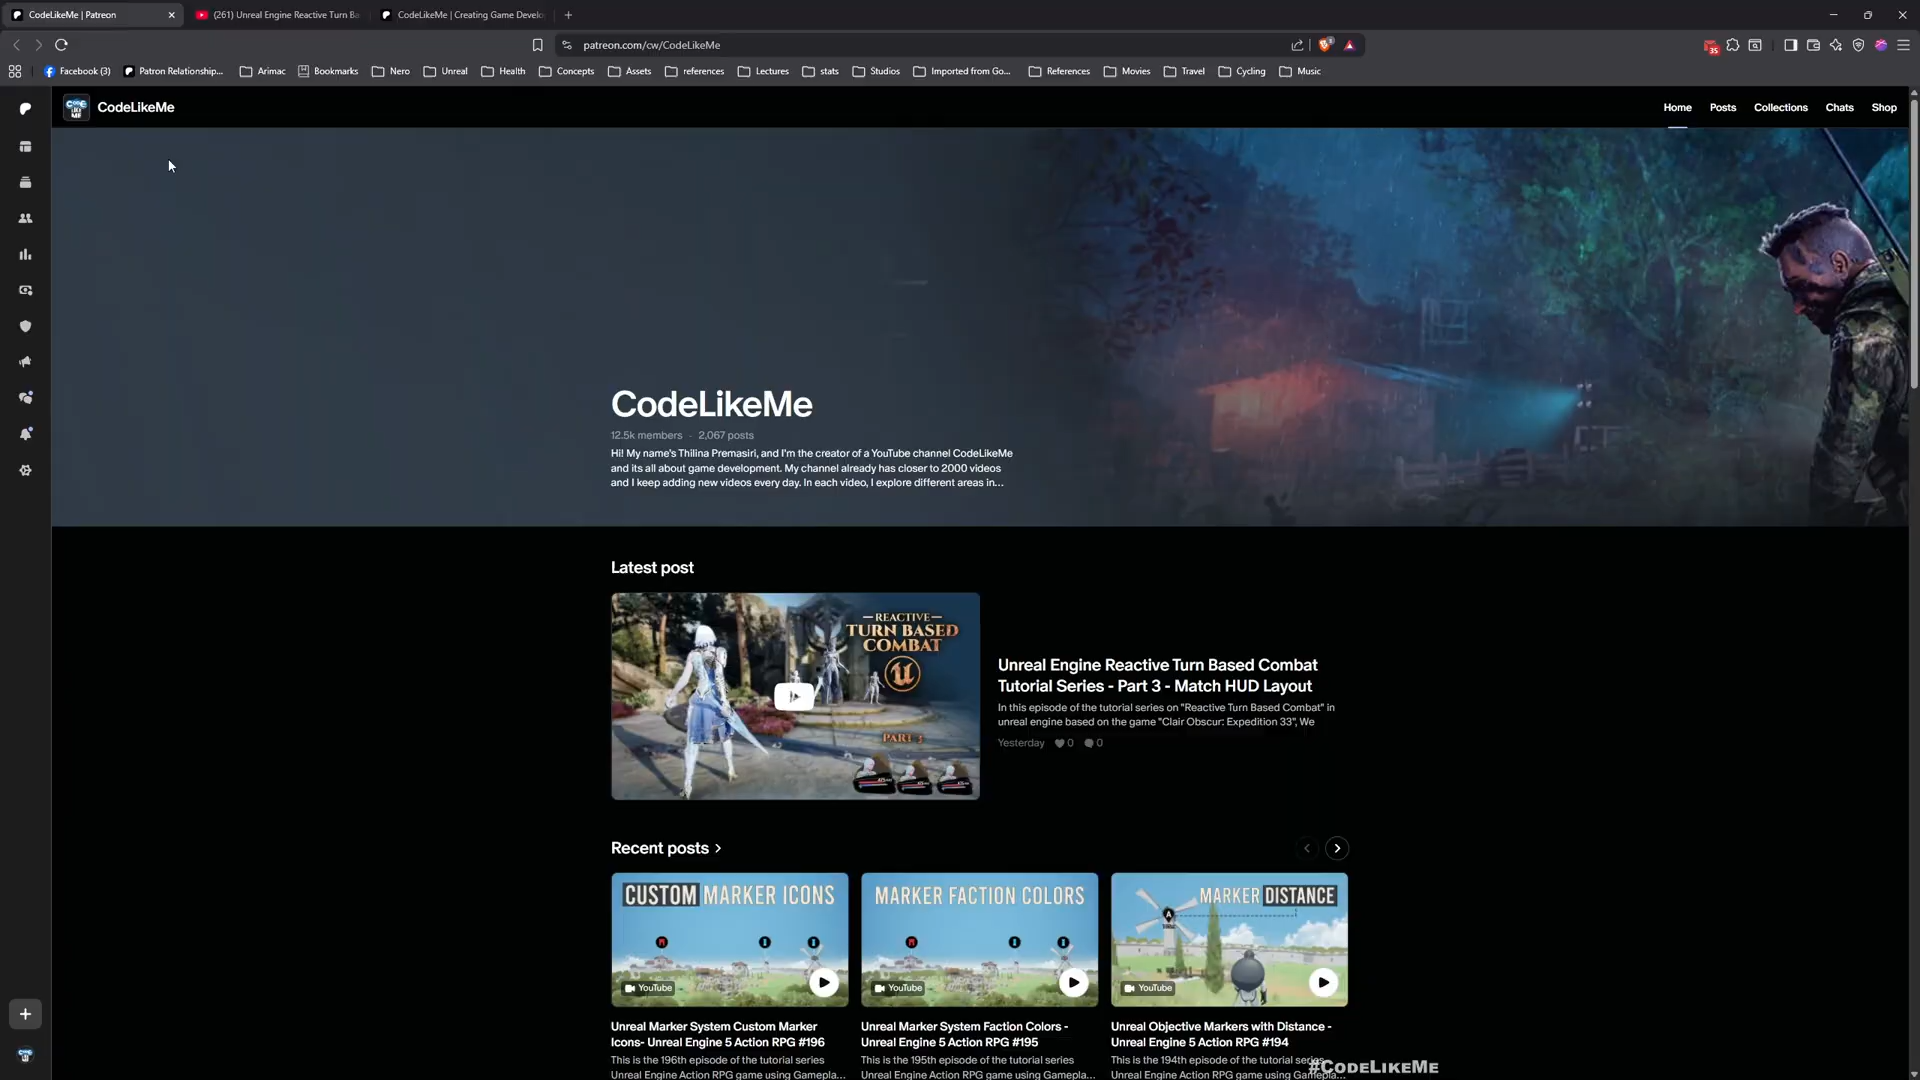 CodeLikeMe | Patreon
(261) Unreal Engine Reactive Turn Ba
CodeLikeMe | Creating Game Develo
patreon.com/cw/CodeLikeMe
35
Facebook (3)
Patron Relationship...
Arimac
Bookmarks
Nero
Unreal
Health
Concepts
Assets
references
Lectures
stats
Studios
Imported from Go...
References
Movies
Travel
Cycling
Music
CodeLikeMe
Home
Posts
Collections
Chats
Shop
CodeLikeMe
12.5k members · 2,067 posts
Hi! My name's Thilina Premasiri, and I'm the creator of a YouTube channel CodeLikeMe
and its all about game development. My channel already has closer to 2000 videos
and I keep adding new videos every day. In each video, I explore different areas in...
Latest post
REACTIVE
TURN BASED
COMBAT
PART 3
Unreal Engine Reactive Turn Based Combat
Tutorial Series - Part 3 - Match HUD Layout
In this episode of the tutorial series on "Reactive Turn Based Combat" in
unreal engine based on the game "Clair Obscur: Expedition 33", We
Yesterday 0 0
Recent posts
CUSTOM MARKER ICONS
YouTube
MARKER FACTION COLORS
YouTube
MARKER DISTANCE
A
YouTube
Unreal Marker System Custom Marker
Icons- Unreal Engine 5 Action RPG #196
This is the 196th episode of the tutorial series
Unreal Engine Action RPG game using Gamepla...
Unreal Marker System Faction Colors -
Unreal Engine 5 Action RPG #195
This is the 195th episode of the tutorial series
Unreal Engine Action RPG game using Gamepla...
Unreal Objective Markers with Distance -
Unreal Engine 5 Action RPG #194
This is the 194th episode of the tutorial series
Unreal Engine Action RPG game using Gamepla...
#CodeLikeMe